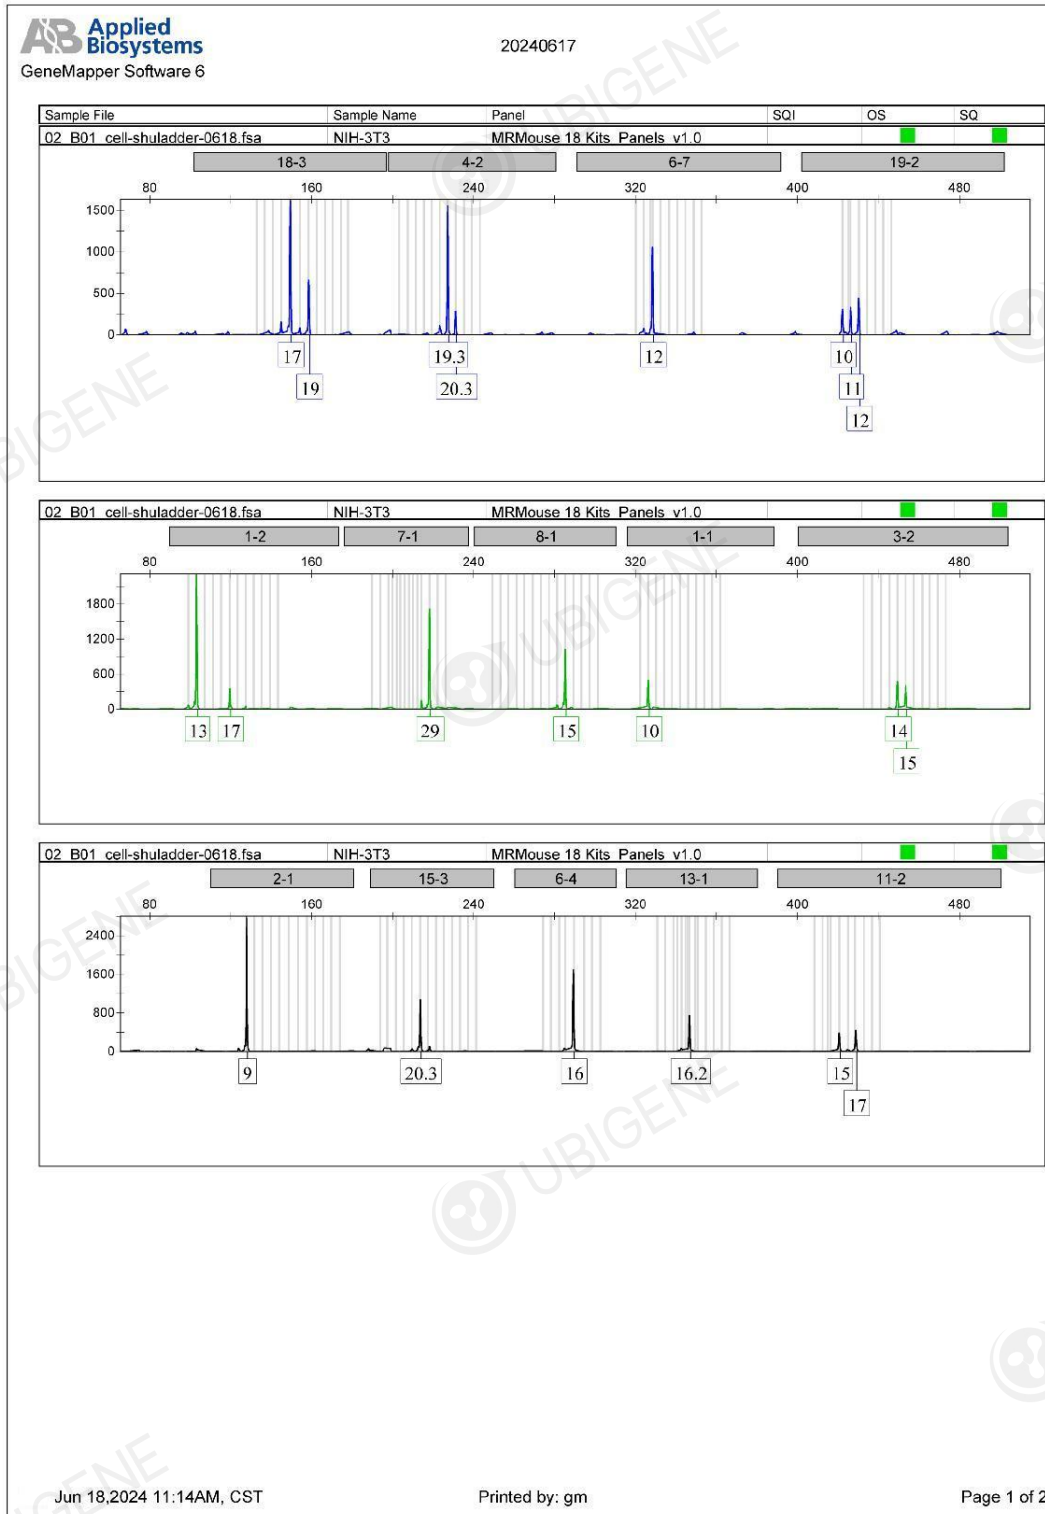 AB Applied Biosystems
GeneMapper Software 6
20240617
Sample File Sample Name Panel SQI OS SQ
02_B01_cell-shuladder-0618.fsa NIH-3T3 MRMouse 18 Kits_Panels_v1.0
18-3 4-2 6-7 19-2
80 160 240 320 400 480
1500
1000
500
0
17 19.3 12 10
19 20.3 11
12
02_B01_cell-shuladder-0618.fsa NIH-3T3 MRMouse 18 Kits_Panels_v1.0
1-2 7-1 8-1 1-1 3-2
80 160 240 320 400 480
1800
1200
600
0
13 17 29 15 10 14
15
02_B01_cell-shuladder-0618.fsa NIH-3T3 MRMouse 18 Kits_Panels_v1.0
2-1 15-3 6-4 13-1 11-2
80 160 240 320 400 480
2400
1600
800
0
9 20.3 16 16.2 15
17
Jun 18,2024 11:14AM, CST Printed by: gm Page 1 of 2
UBIGENE
UBIGENE
UBIGENE